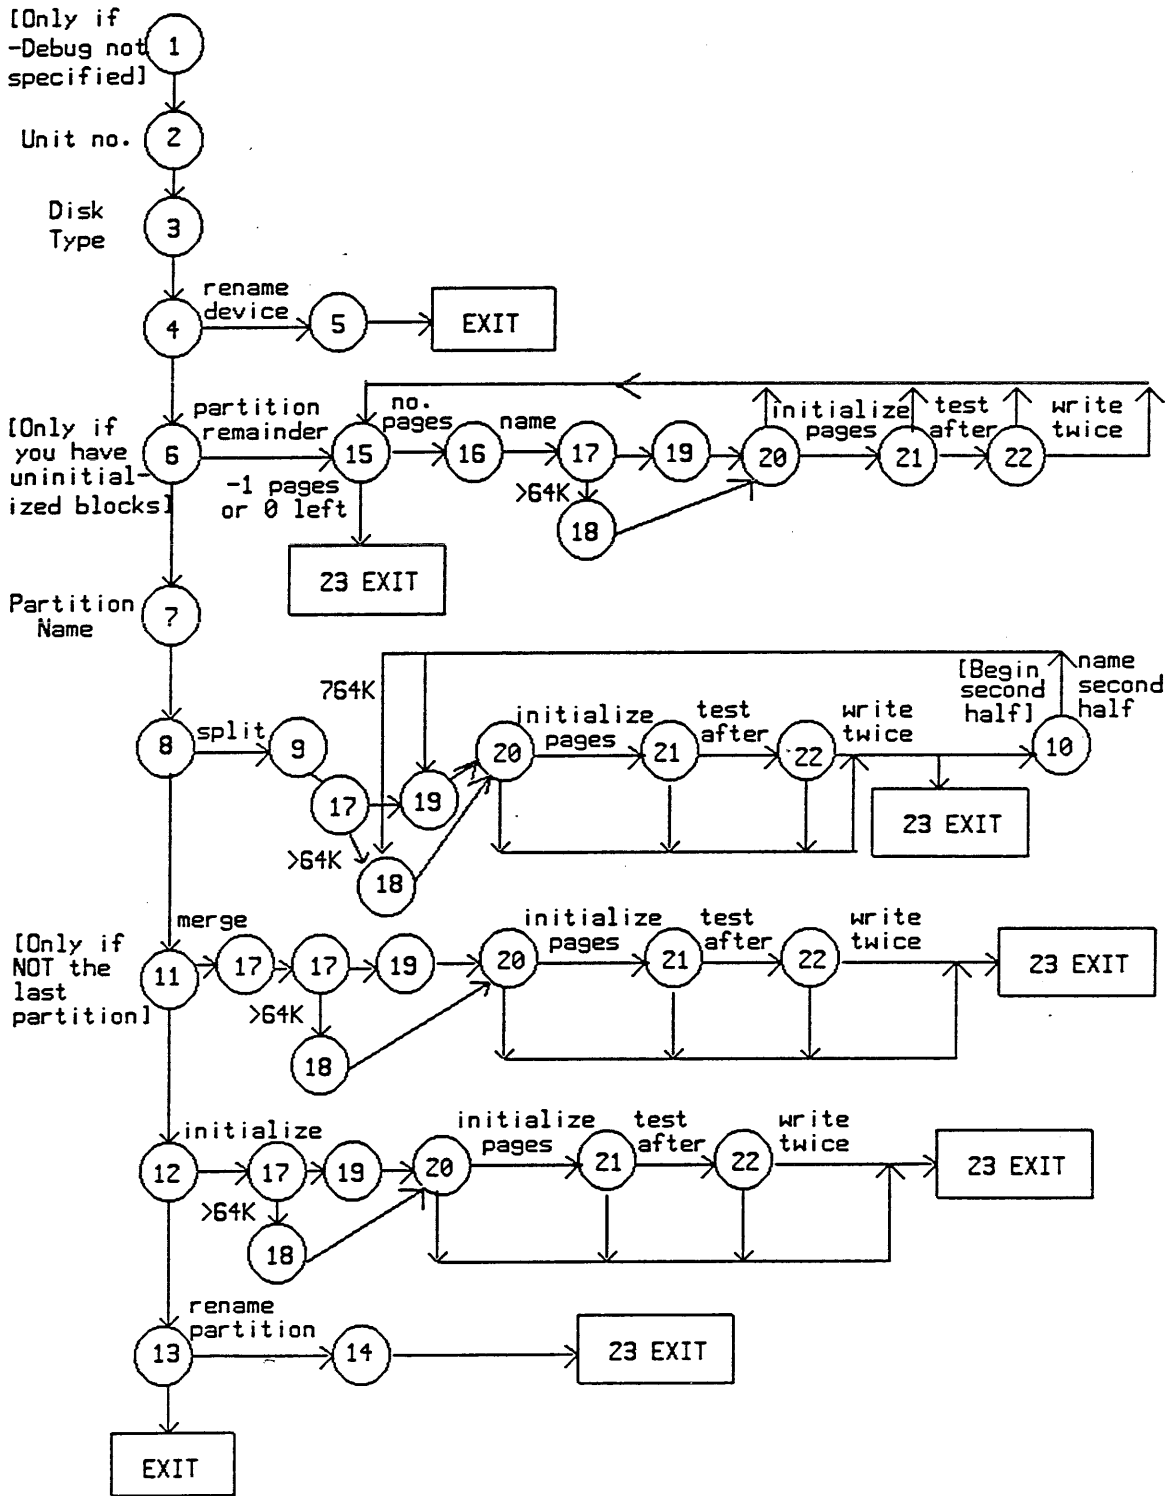 [Only if
-Debug not
specified]
1
Unit no.
2
Disk
Type
3
rename
device
4
5
EXIT
[Only if
you have
uninitial-
ized blocks]
6
partition
remainder
-1 pages
or 0 left
15
no.
pages
16
name
17
19
20
initialize
pages
21
test
after
22
write
twice
>64K
18
23 EXIT
Partition
Name
7
8
split
9
17
>64K
18
764K
19
20
initialize
pages
21
test
after
22
write
twice
[Begin
second
half]
name
second
half
10
23 EXIT
[Only if
NOT the
last
partition]
merge
11
17
17
19
20
initialize
pages
21
test
after
22
write
twice
23 EXIT
>64K
18
initialize
12
17
19
20
initialize
pages
21
test
after
22
write
twice
23 EXIT
>64K
18
rename
partition
13
14
23 EXIT
EXIT